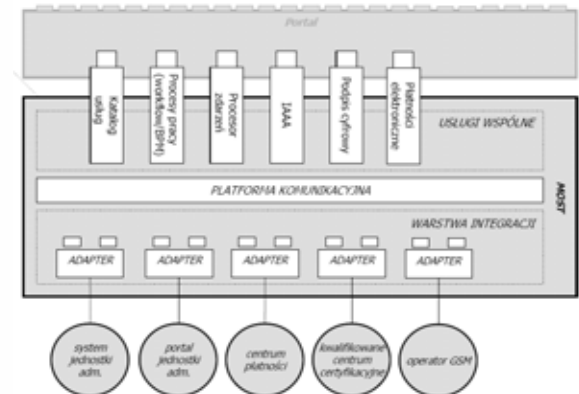 Portal
Katalog
usług
Procesy pracy
(workflow/BPM)
Procesor
zdarzeń
IAAA
Podpis cyfrowy
Płatności
elektroniczne
USŁUGI WSPÓLNE
PLATFORMA KOMUNIKACYJNA
MOST
WARSTWA INTEGRACJI
ADAPTER
ADAPTER
ADAPTER
ADAPTER
ADAPTER
system
jednostki
adm.
portal
jednostki
adm.
centrum
płatności
kwalifikowane
centrum
certyfikacyjne
operator GSM